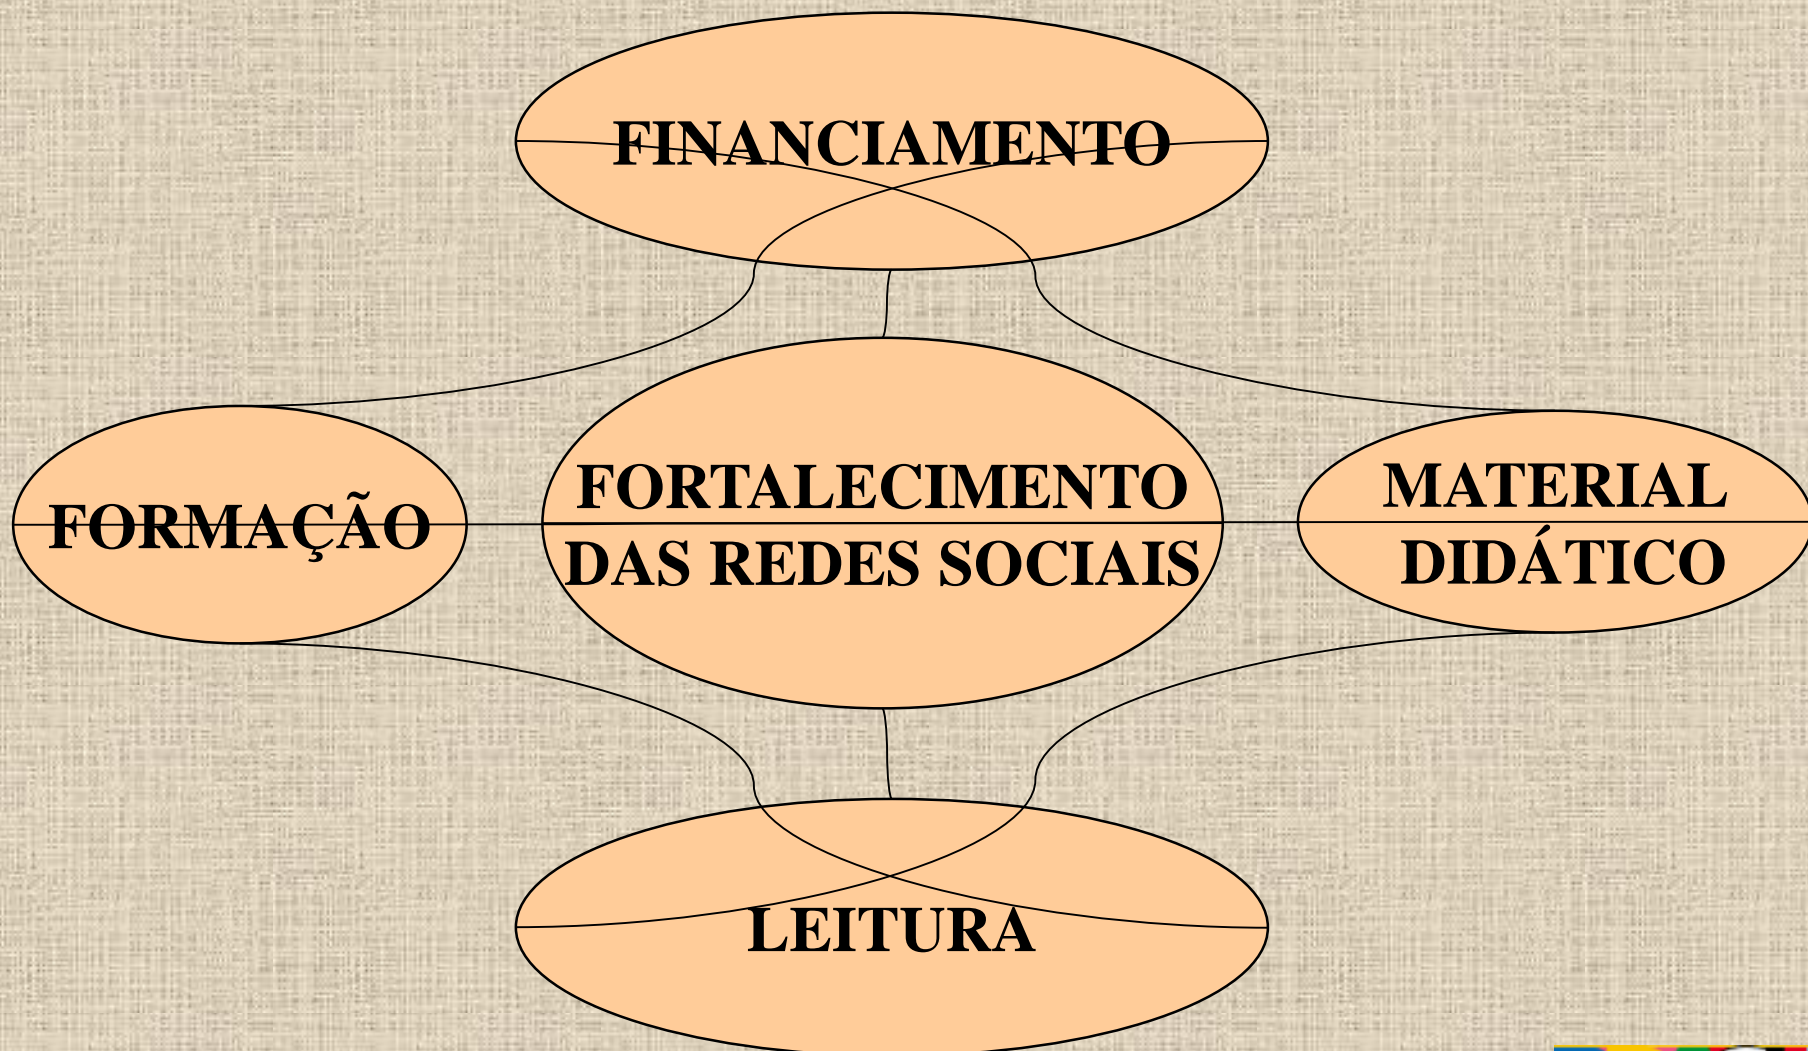 FINANCIAMENTO
FORMAÇÃO
FORTALECIMENTO
DAS REDES SOCIAIS
MATERIAL
DIDÁTICO
LEITURA